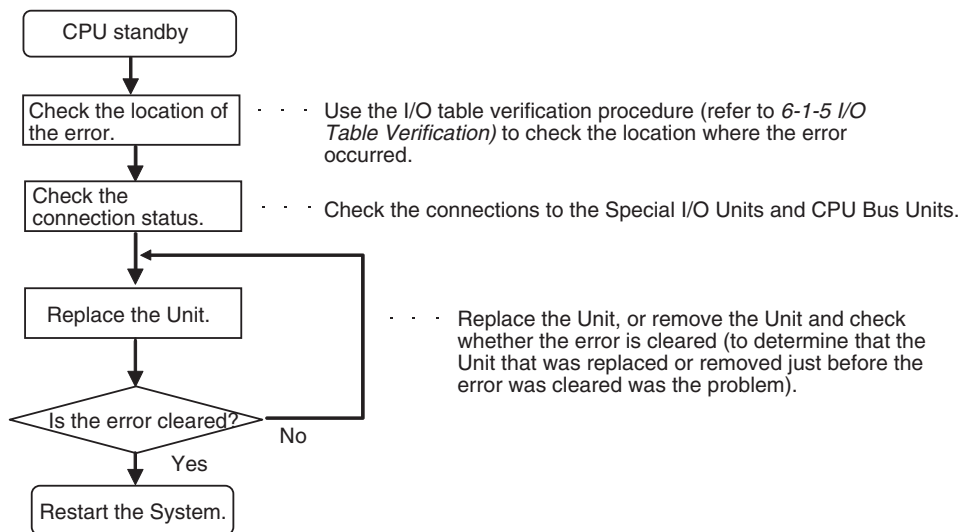 CPU standby
Check the location of
the error.
· · · Use the I/O table verification procedure (refer to 6-1-5 I/O
Table Verification) to check the location where the error
occurred.
Check the
connection status.
· · · Check the connections to the Special I/O Units and CPU Bus Units.
Replace the Unit.
· · · Replace the Unit, or remove the Unit and check
whether the error is cleared (to determine that the
Unit that was replaced or removed just before the
error was cleared was the problem).
Is the error cleared?
No
Yes
Restart the System.